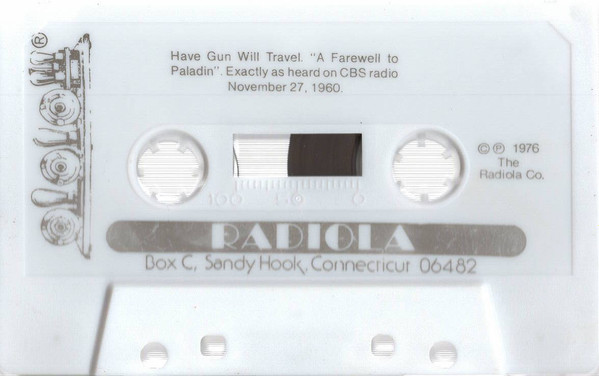 Have Gun Will Travel. "A Farewell to
Paladin". Exactly as heard on CBS radio
November 27, 1960.
®
© ℗ 1976
The
Radiola Co.
100 50 0
RADIOLA
Box C, Sandy Hook, Connecticut 06482